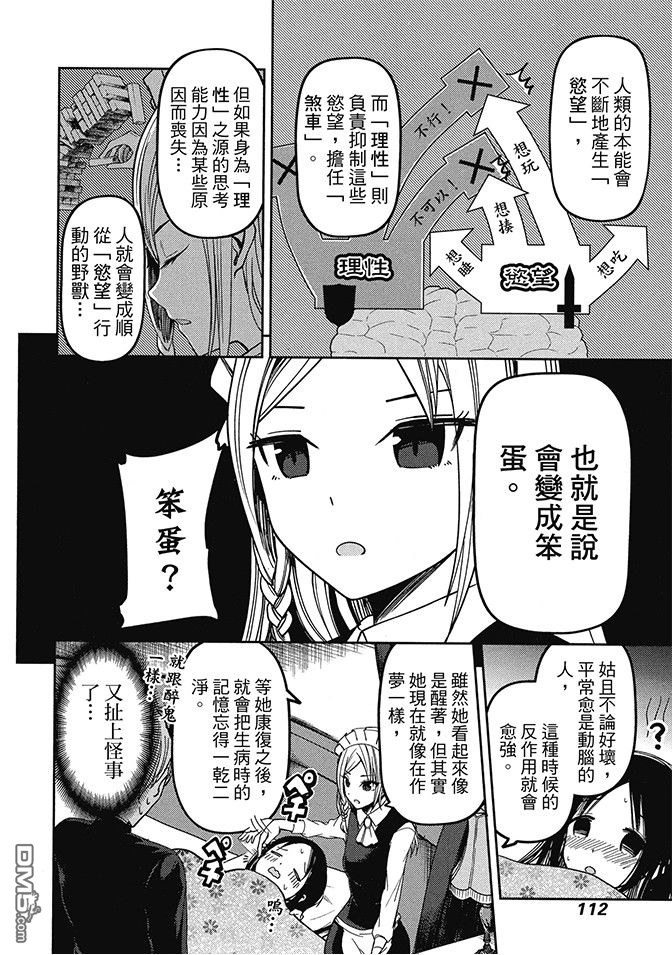 人類的本能會
不斷地產生「
慾望」，
而「理性」則
負責抑制這些
慾望，擔任「
煞車」。
不行！
不可以！
想玩
想揍
想睡
想吃
理性
慾望
但如果身為「理
性」之源的思考
能力因為某些原
因而喪失…
人就會變成順
從「慾望」行
動的野獸…
也就是說
會變成笨
蛋。
笨蛋？
姑且不論好壞，
平常愈是動腦的
人，
這種時候的
反作用就會
愈強。
？
雖然她看起來像
是醒著，但其實
她現在就像在作
夢一樣，
等她康復之後，
就會把生病時的
記憶忘得一乾二
淨。
ペチ
ペチ
嗚…
就跟醉鬼
一樣…
又扯上怪事
了…
112
DM5.com